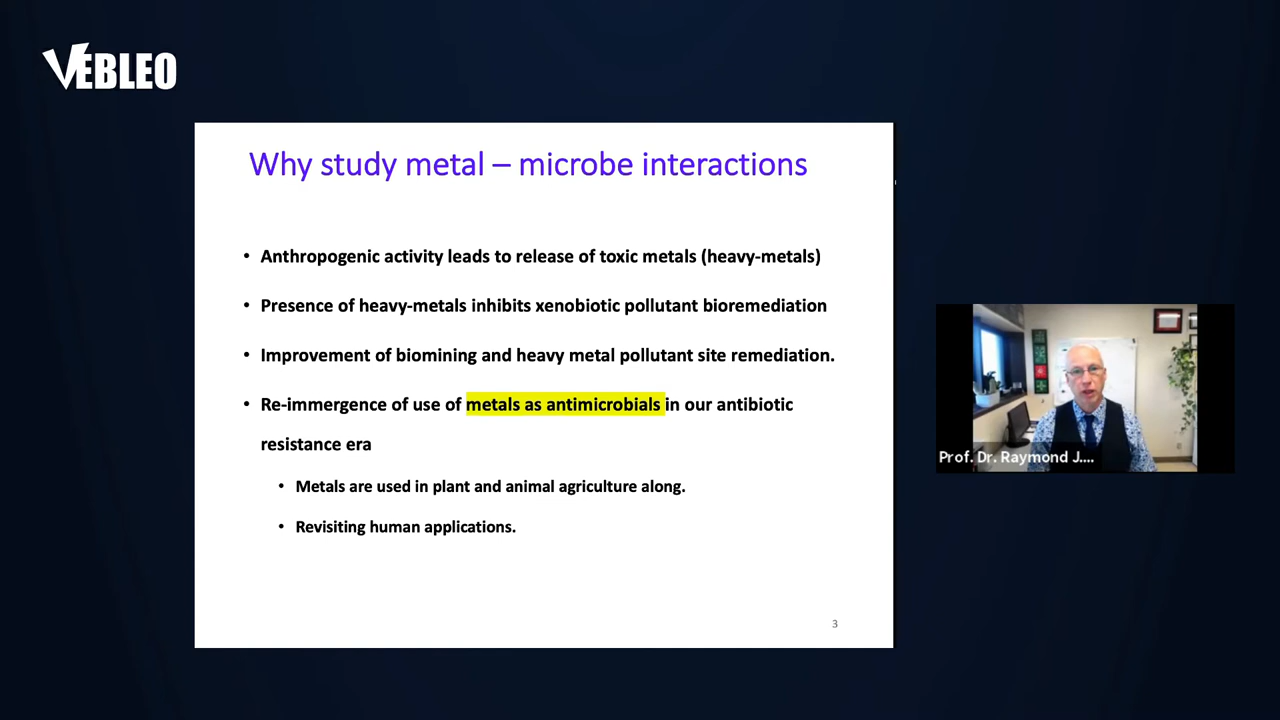 VEBLEO
Why study metal – microbe interactions
• Anthropogenic activity leads to release of toxic metals (heavy-metals)
• Presence of heavy-metals inhibits xenobiotic pollutant bioremediation
• Improvement of biomining and heavy metal pollutant site remediation.
• Re-immergence of use of metals as antimicrobials in our antibiotic
resistance era
• Metals are used in plant and animal agriculture along.
• Revisiting human applications.
3
Prof. Dr. Raymond J....